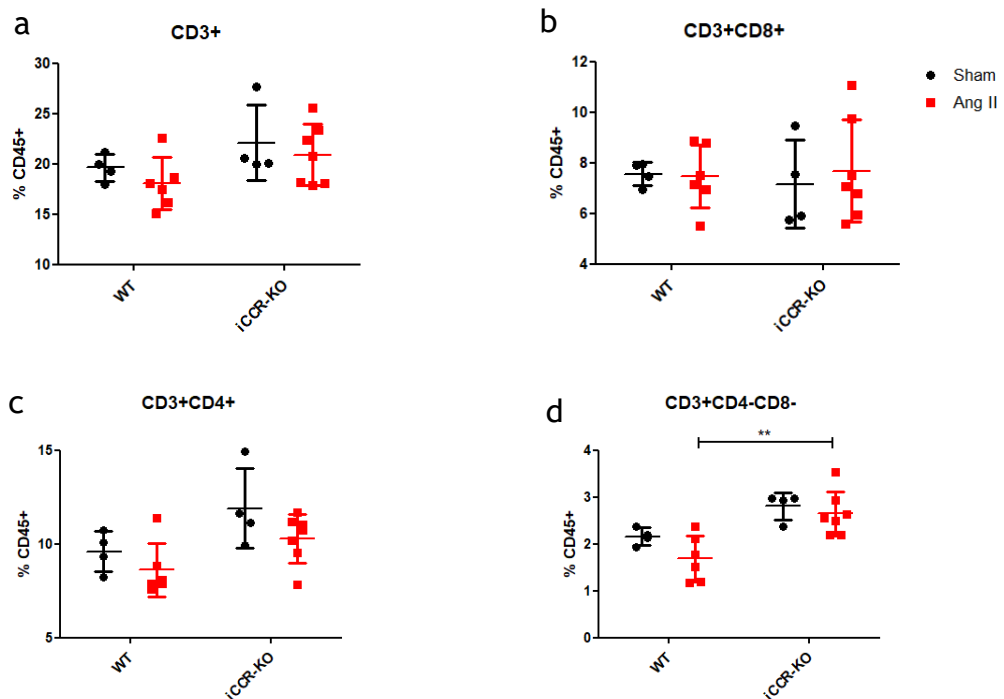 a
CD3+
% CD45+
30
25
20
15
10
WT
iCCR-KO
b
CD3+CD8+
% CD45+
12
10
8
6
4
WT
iCCR-KO
Sham
Ang II
c
CD3+CD4+
% CD45+
15
10
5
WT
iCCR-KO
d
CD3+CD4-CD8-
% CD45+
4
3
2
1
0
**
WT
iCCR-KO